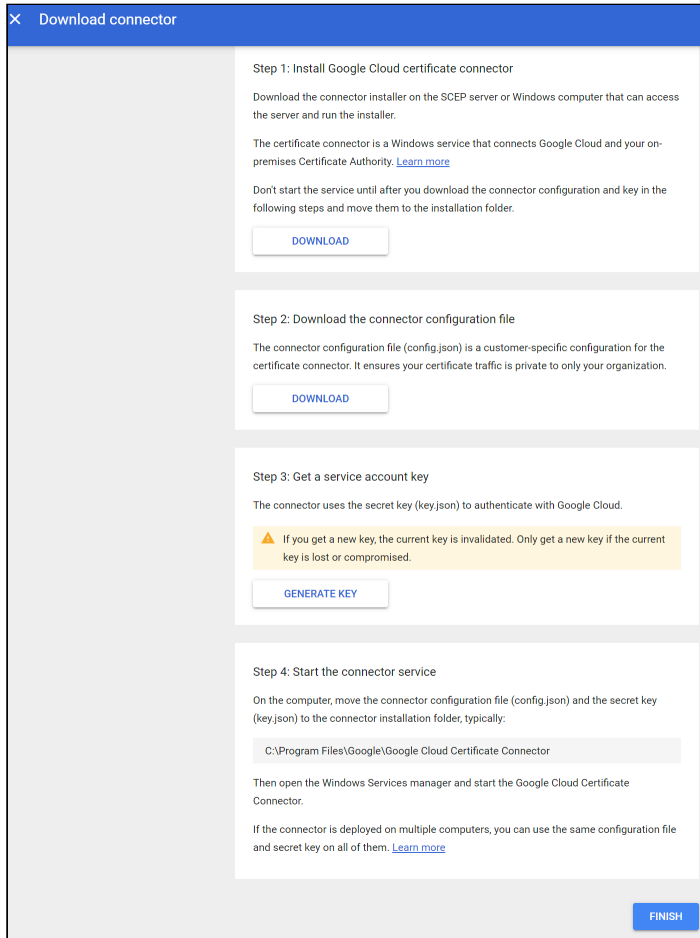 Download connector
Step 1: Install Google Cloud certificate connector
Download the connector installer on the SCEP server or Windows computer that can access
the server and run the installer.
The certificate connector is a Windows service that connects Google Cloud and your on-
premises Certificate Authority. Learn more
Don't start the service until after you download the connector configuration and key in the
following steps and move them to the installation folder.
DOWNLOAD
Step 2: Download the connector configuration file
The connector configuration file (config.json) is a customer-specific configuration for the
certificate connector. It ensures your certificate traffic is private to only your organization.
DOWNLOAD
Step 3: Get a service account key
The connector uses the secret key (key.json) to authenticate with Google Cloud.
If you get a new key, the current key is invalidated. Only get a new key if the current
key is lost or compromised.
GENERATE KEY
Step 4: Start the connector service
On the computer, move the connector configuration file (config.json) and the secret key
(key.json) to the connector installation folder, typically:
C:\Program Files\Google\Google Cloud Certificate Connector
Then open the Windows Services manager and start the Google Cloud Certificate
Connector.
If the connector is deployed on multiple computers, you can use the same configuration file
and secret key on all of them. Learn more
FINISH